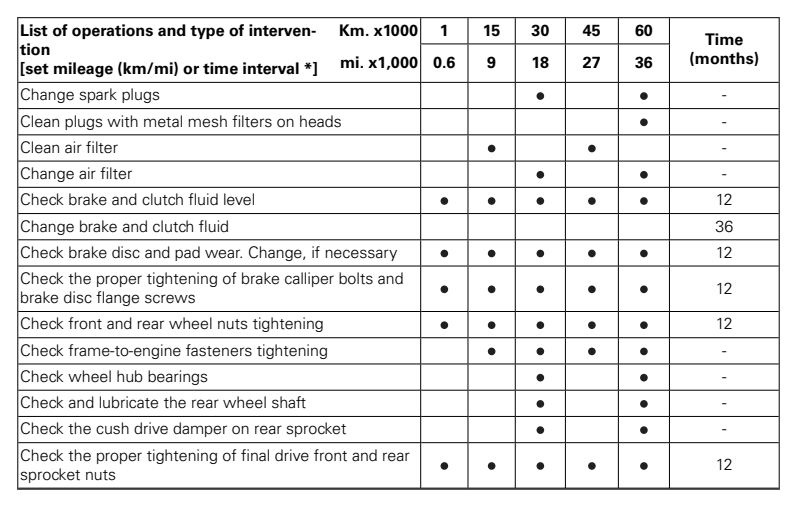 List of operations and type of interven- Km. x1000 1 15 30 45 60 Time
tion
[set mileage (km/mi) or time interval *] mi. x1,000 0.6 9 18 27 36 (months)
Change spark plugs ● ● -
Clean plugs with metal mesh filters on heads ● -
Clean air filter ● ● -
Change air filter ● ● -
Check brake and clutch fluid level ● ● ● ● ● 12
Change brake and clutch fluid 36
Check brake disc and pad wear. Change, if necessary ● ● ● ● ● 12
Check the proper tightening of brake calliper bolts and
brake disc flange screws ● ● ● ● ● 12
Check front and rear wheel nuts tightening ● ● ● ● ● 12
Check frame-to-engine fasteners tightening ● ● ● ● -
Check wheel hub bearings ● ● -
Check and lubricate the rear wheel shaft ● ● -
Check the cush drive damper on rear sprocket ● ● -
Check the proper tightening of final drive front and rear
sprocket nuts ● ● ● ● ● 12